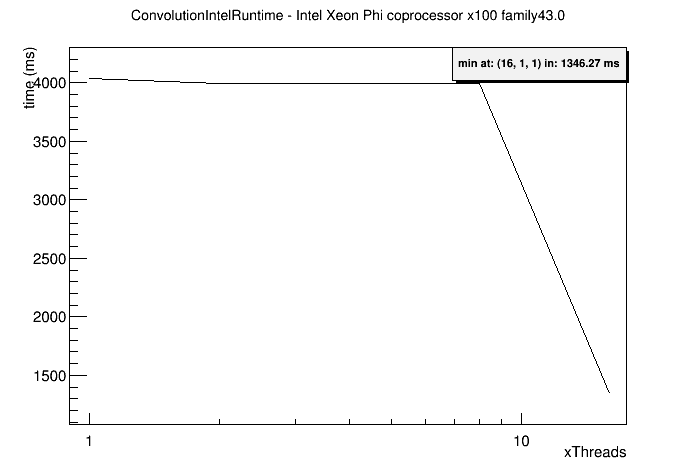 ConvolutionIntelRuntime - Intel Xeon Phi coprocessor x100 family43.0
time (ms)
min at: (16, 1, 1) in: 1346.27 ms
4000
3500
3000
2500
2000
1500
1
10
xThreads